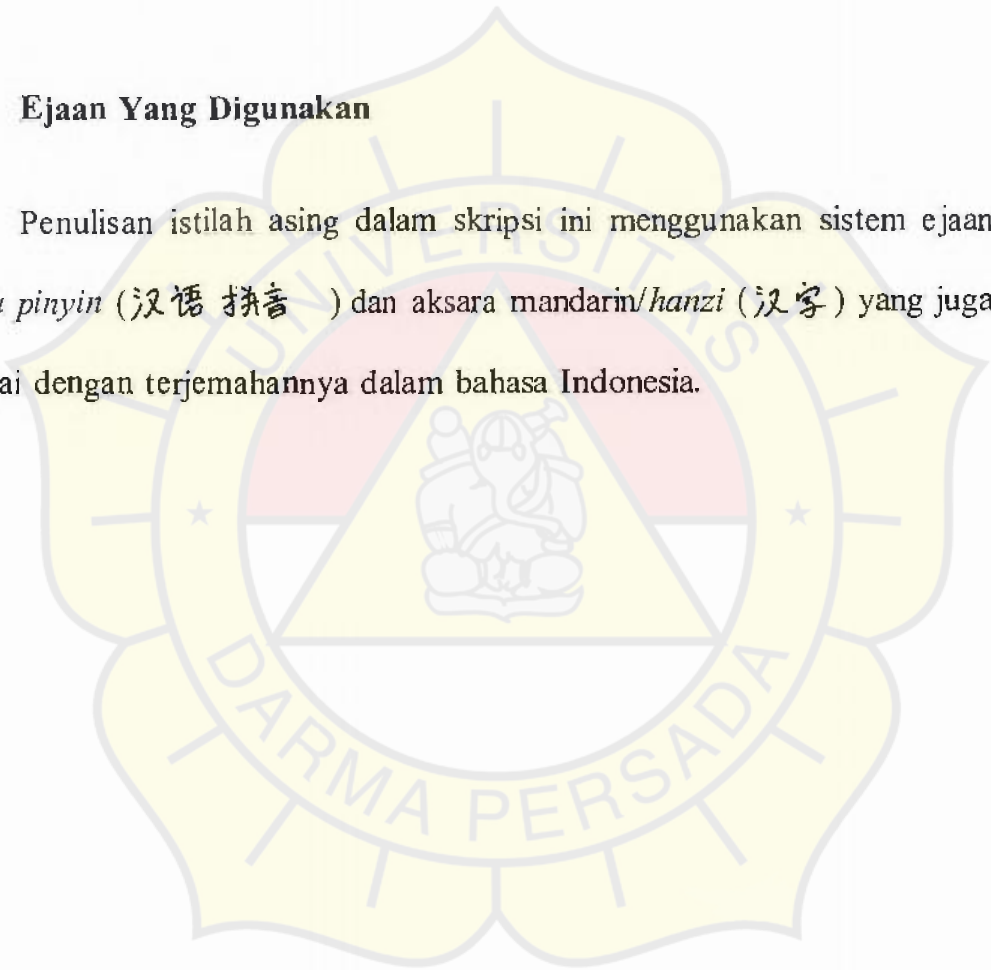 Ejaan Yang Digunakan
Penulisan istilah asing dalam skripsi ini menggunakan sistem ejaan
pinyin (汉语 拼音 ) dan aksara mandarin/hanzi (汉字) yang juga
ai dengan terjemahannya dalam bahasa Indonesia.
UNIVERSITAS
DARMA PERSADA